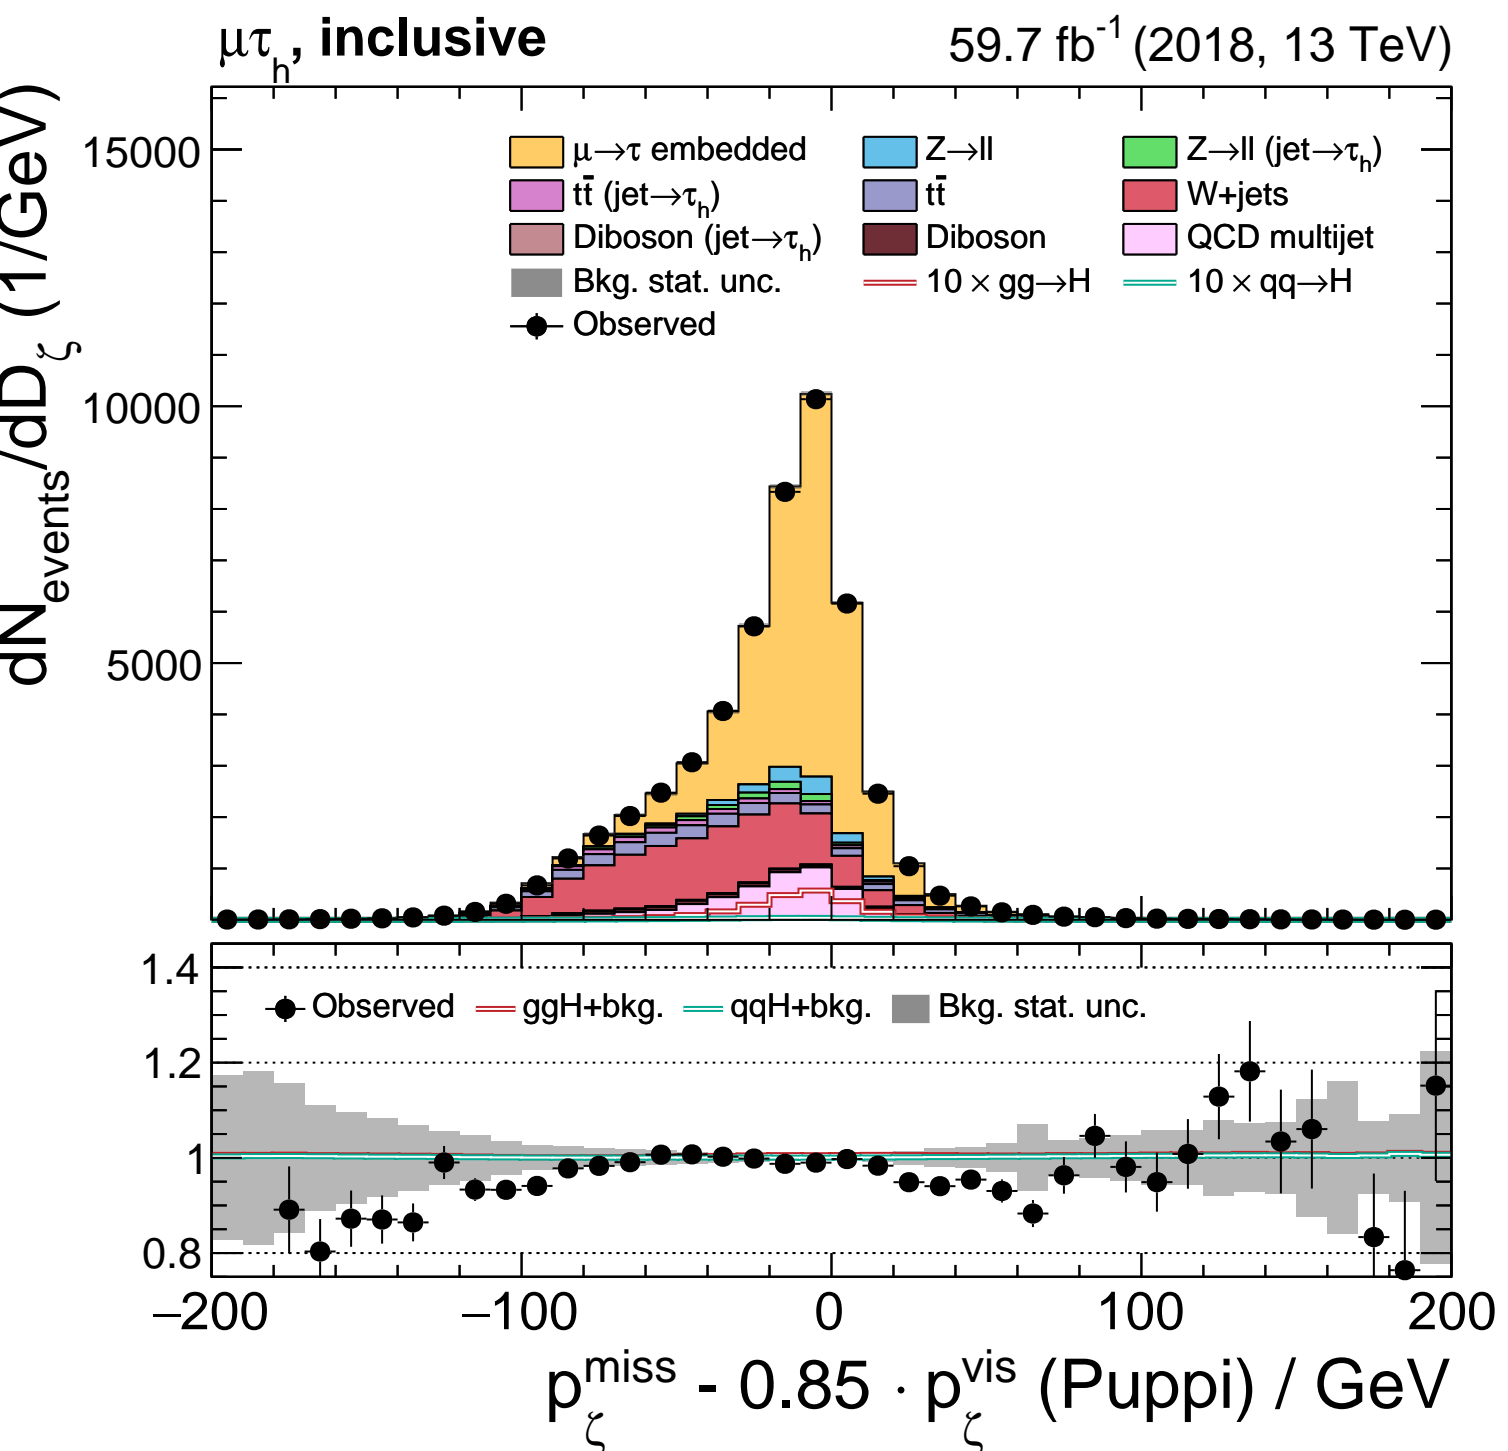 μτh, inclusive
59.7 fb-1 (2018, 13 TeV)
dNevents/dDζ (1/GeV)
15000
10000
5000
μ→τ embedded
Z→ll
Z→ll (jet→τh)
tt̄ (jet→τh)
tt̄
W+jets
Diboson (jet→τh)
Diboson
QCD multijet
Bkg. stat. unc.
10 × gg→H
10 × qq→H
Observed
1.4
1.2
1
0.8
Observed
ggH+bkg.
qqH+bkg.
Bkg. stat. unc.
−200
−100
0
100
200
pζmiss - 0.85 · pζvis (Puppi) / GeV